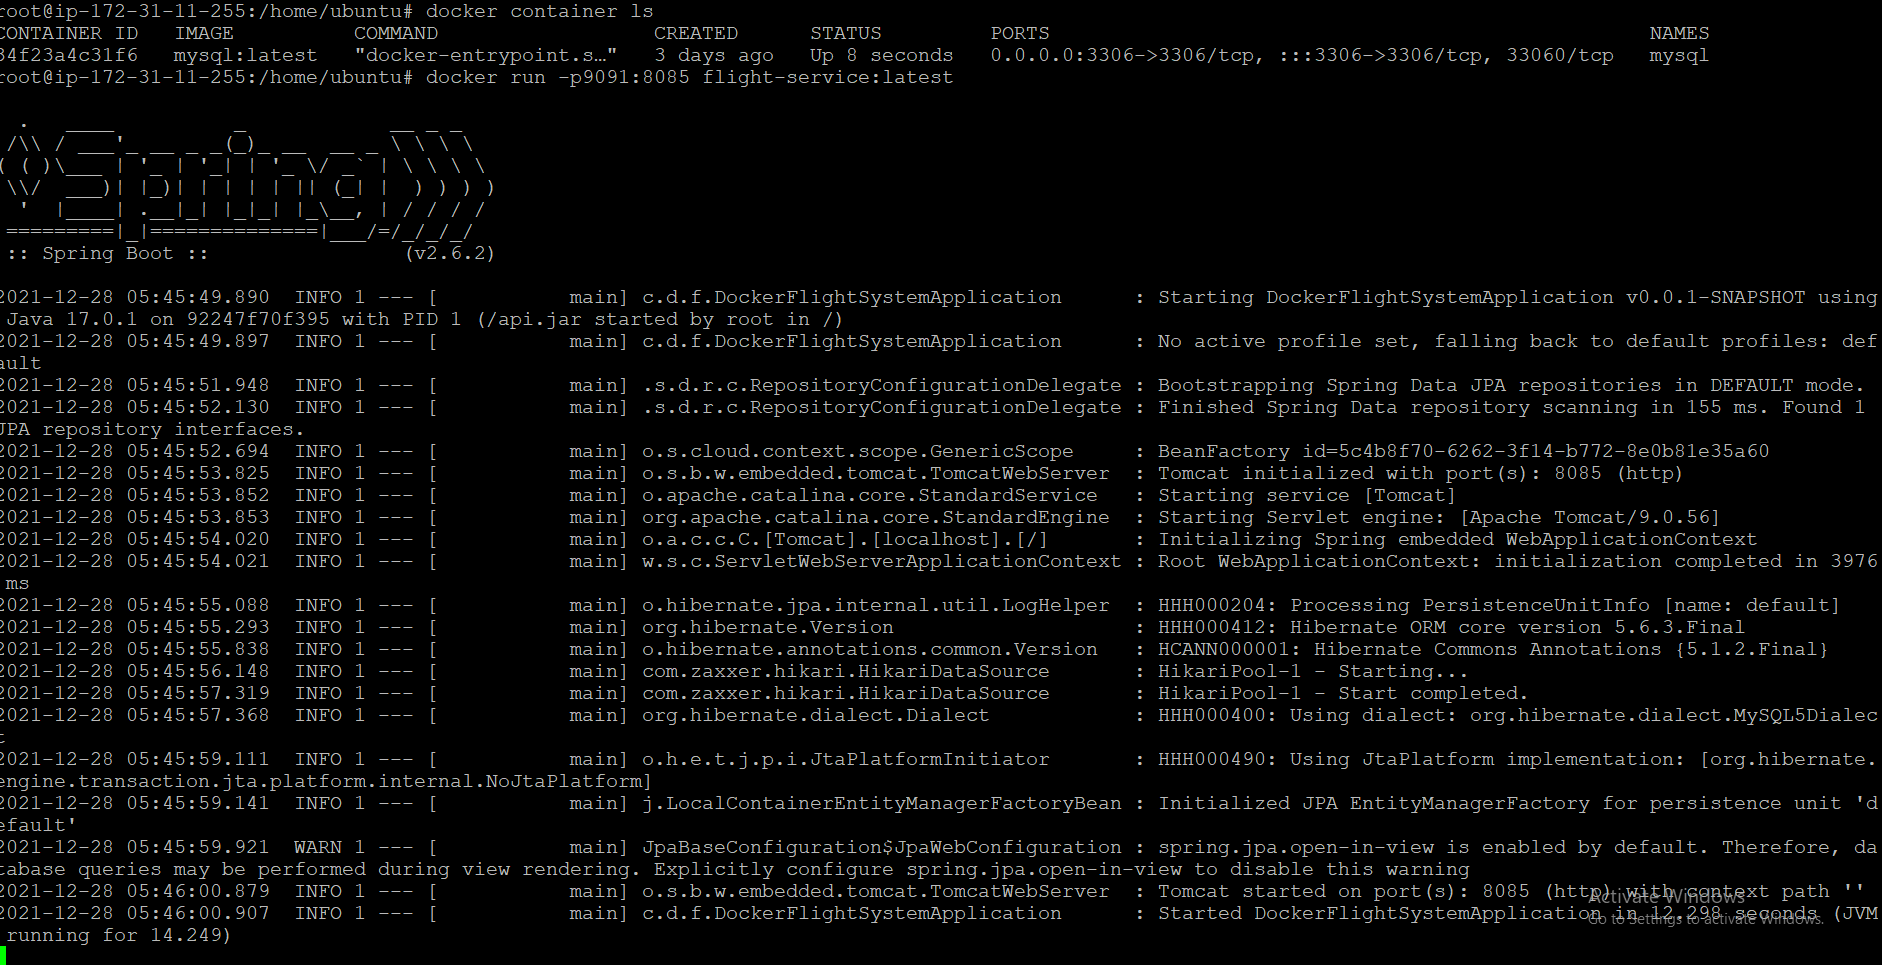 root@ip-172-31-11-255:/home/ubuntu# docker container ls
CONTAINER ID   IMAGE          COMMAND                  CREATED      STATUS         PORTS                                                  NAMES
34f23a4c31f6   mysql:latest   "docker-entrypoint.s…"   3 days ago   Up 8 seconds   0.0.0.0:3306->3306/tcp, :::3306->3306/tcp, 33060/tcp   mysql
root@ip-172-31-11-255:/home/ubuntu# docker run -p9091:8085 flight-service:latest
:: Spring Boot ::                (v2.6.2)
2021-12-28 05:45:49.890  INFO 1 --- [           main] c.d.f.DockerFlightSystemApplication      : Starting DockerFlightSystemApplication v0.0.1-SNAPSHOT using
Java 17.0.1 on 92247f70f395 with PID 1 (/api.jar started by root in /)
2021-12-28 05:45:49.897  INFO 1 --- [           main] c.d.f.DockerFlightSystemApplication      : No active profile set, falling back to default profiles: def
ault
2021-12-28 05:45:51.948  INFO 1 --- [           main] .s.d.r.c.RepositoryConfigurationDelegate : Bootstrapping Spring Data JPA repositories in DEFAULT mode.
2021-12-28 05:45:52.130  INFO 1 --- [           main] .s.d.r.c.RepositoryConfigurationDelegate : Finished Spring Data repository scanning in 155 ms. Found 1
JPA repository interfaces.
2021-12-28 05:45:52.694  INFO 1 --- [           main] o.s.cloud.context.scope.GenericScope     : BeanFactory id=5c4b8f70-6262-3f14-b772-8e0b81e35a60
2021-12-28 05:45:53.825  INFO 1 --- [           main] o.s.b.w.embedded.tomcat.TomcatWebServer  : Tomcat initialized with port(s): 8085 (http)
2021-12-28 05:45:53.852  INFO 1 --- [           main] o.apache.catalina.core.StandardService   : Starting service [Tomcat]
2021-12-28 05:45:53.853  INFO 1 --- [           main] org.apache.catalina.core.StandardEngine  : Starting Servlet engine: [Apache Tomcat/9.0.56]
2021-12-28 05:45:54.020  INFO 1 --- [           main] o.a.c.c.C.[Tomcat].[localhost].[/]       : Initializing Spring embedded WebApplicationContext
2021-12-28 05:45:54.021  INFO 1 --- [           main] w.s.c.ServletWebServerApplicationContext : Root WebApplicationContext: initialization completed in 3976
ms
2021-12-28 05:45:55.088  INFO 1 --- [           main] o.hibernate.jpa.internal.util.LogHelper  : HHH000204: Processing PersistenceUnitInfo [name: default]
2021-12-28 05:45:55.293  INFO 1 --- [           main] org.hibernate.Version                    : HHH000412: Hibernate ORM core version 5.6.3.Final
2021-12-28 05:45:55.838  INFO 1 --- [           main] o.hibernate.annotations.common.Version   : HCANN000001: Hibernate Commons Annotations {5.1.2.Final}
2021-12-28 05:45:56.148  INFO 1 --- [           main] com.zaxxer.hikari.HikariDataSource       : HikariPool-1 - Starting...
2021-12-28 05:45:57.319  INFO 1 --- [           main] com.zaxxer.hikari.HikariDataSource       : HikariPool-1 - Start completed.
2021-12-28 05:45:57.368  INFO 1 --- [           main] org.hibernate.dialect.Dialect            : HHH000400: Using dialect: org.hibernate.dialect.MySQL5Dialec
t
2021-12-28 05:45:59.111  INFO 1 --- [           main] o.h.e.t.j.p.i.JtaPlatformInitiator       : HHH000490: Using JtaPlatform implementation: [org.hibernate.
engine.transaction.jta.platform.internal.NoJtaPlatform]
2021-12-28 05:45:59.141  INFO 1 --- [           main] j.LocalContainerEntityManagerFactoryBean : Initialized JPA EntityManagerFactory for persistence unit 'd
efault'
2021-12-28 05:45:59.921  WARN 1 --- [           main] JpaBaseConfiguration$JpaWebConfiguration : spring.jpa.open-in-view is enabled by default. Therefore, da
tabase queries may be performed during view rendering. Explicitly configure spring.jpa.open-in-view to disable this warning
2021-12-28 05:46:00.879  INFO 1 --- [           main] o.s.b.w.embedded.tomcat.TomcatWebServer  : Tomcat started on port(s): 8085 (http) with context path ''
2021-12-28 05:46:00.907  INFO 1 --- [           main] c.d.f.DockerFlightSystemApplication      : Started DockerFlightSystemApplication in 12.298 seconds (JVM
running for 14.249)
Activate Windows
Go to Settings to activate Windows.